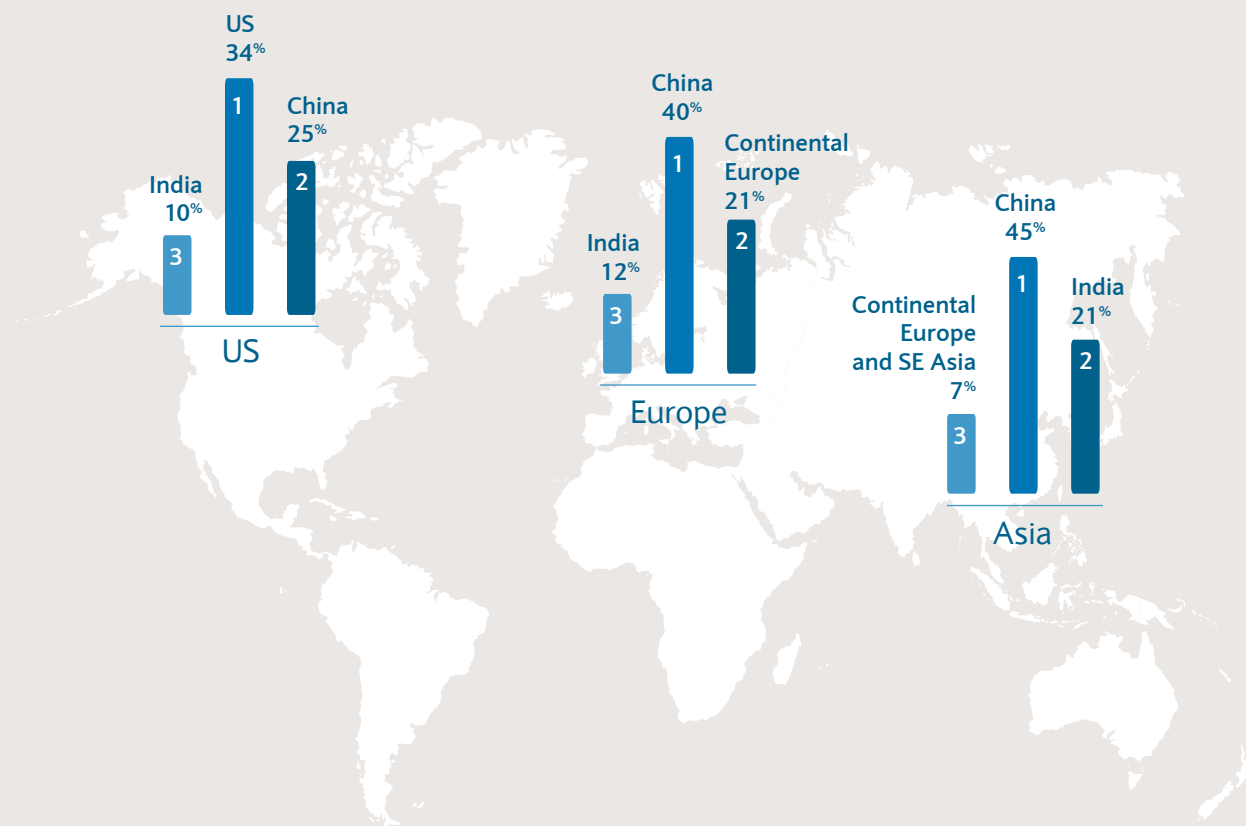 US
34%
1
China
25%
2
India
10%
3
US
China
40%
1
Continental
Europe
21%
2
India
12%
3
Europe
China
45%
1
India
21%
2
Continental
Europe
and SE Asia
7%
3
Asia